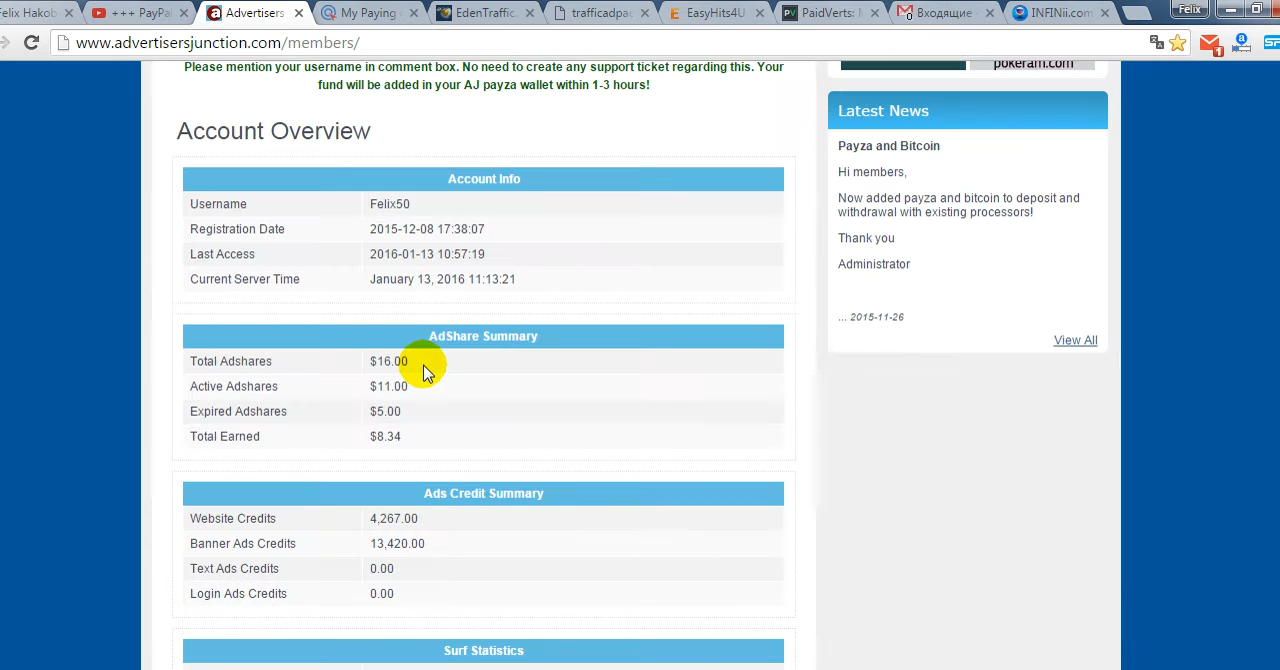 Felix Hakob
+++ PayPa
Advertisers
My Paying
EdenTraffic.
trafficadpac
EasyHits4U
PaidVerts: M
Входящие
INFINii.com
Felix
www.advertisersjunction.com/members/
1
Please mention your username in comment box. No need to create any support ticket regarding this. Your
fund will be added in your AJ payza wallet within 1-3 hours!
pokeram.com
Account Overview
Account Info
Username Felix50
Registration Date 2015-12-08 17:38:07
Last Access 2016-01-13 10:57:19
Current Server Time January 13, 2016 11:13:21
AdShare Summary
Total Adshares $16.00
Active Adshares $11.00
Expired Adshares $5.00
Total Earned $8.34
Ads Credit Summary
Website Credits 4,267.00
Banner Ads Credits 13,420.00
Text Ads Credits 0.00
Login Ads Credits 0.00
Surf Statistics
Latest News
Payza and Bitcoin
Hi members,
Now added payza and bitcoin to deposit and
withdrawal with existing processors!
Thank you
Administrator
... 2015-11-26
View All